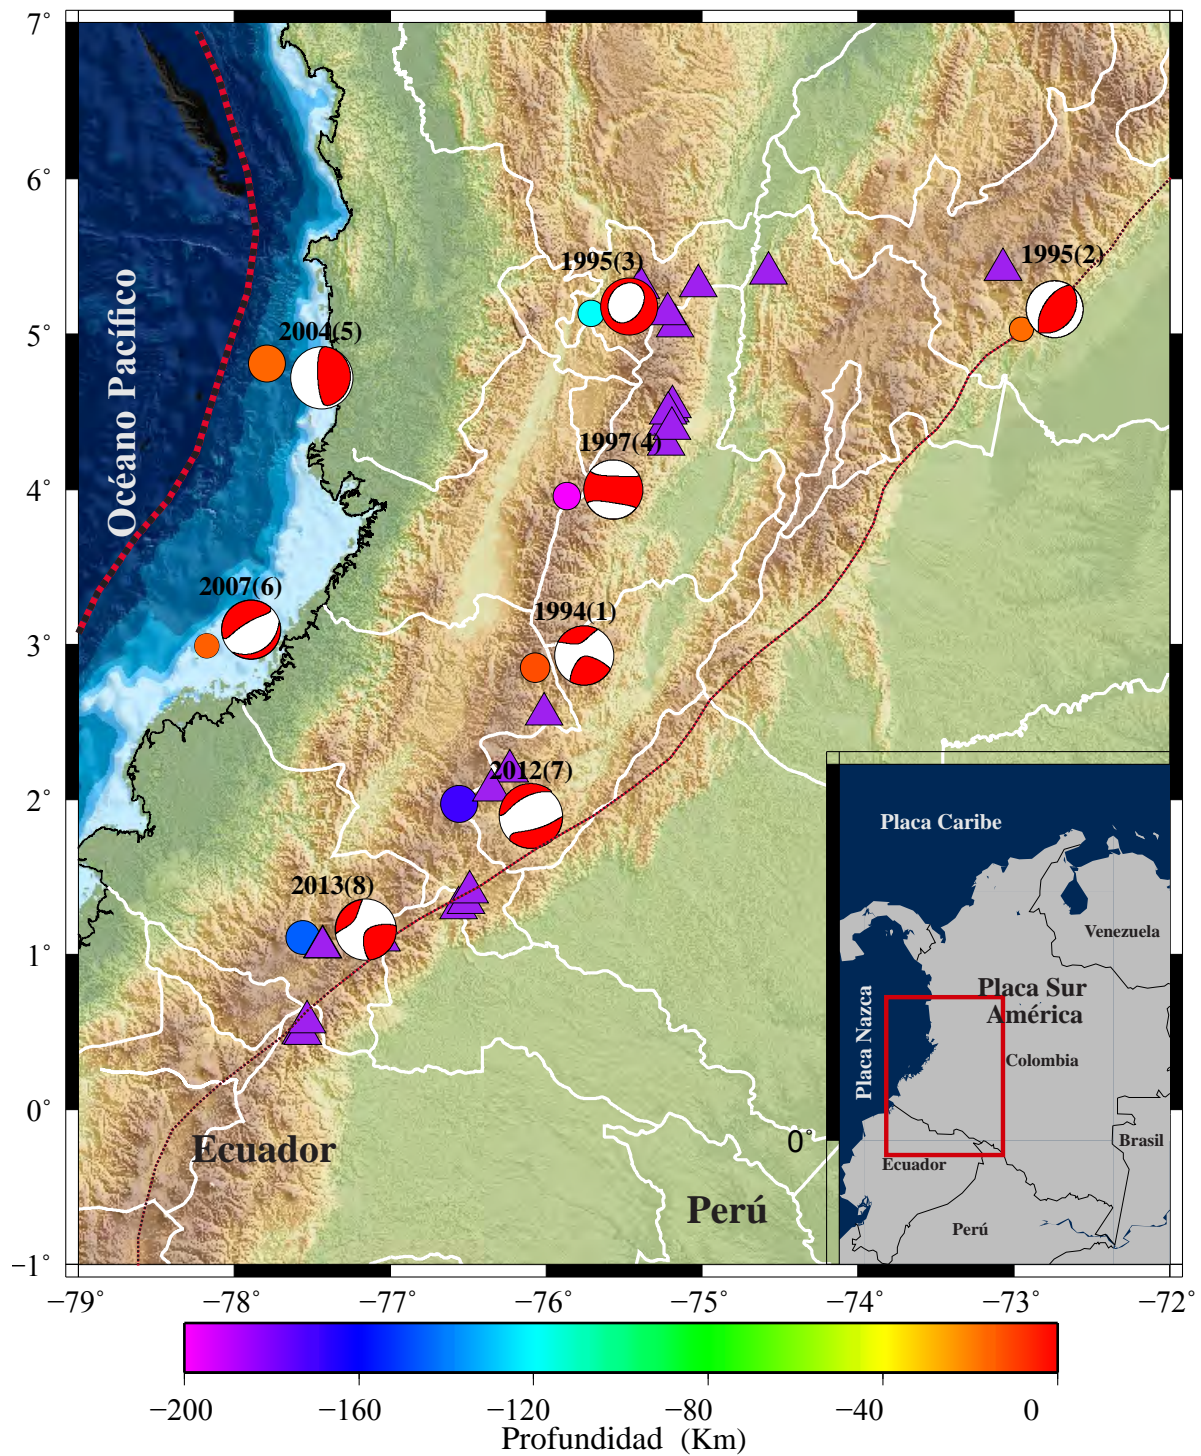 7°
6°
5°
4°
3°
2°
1°
0°
−1°
−79°
−78°
−77°
−76°
−75°
−74°
−73°
−72°
Océano Pacífico
1995(3)
1995(2)
2004(5)
1997(4)
2007(6)
1994(1)
2012(7)
2013(8)
Ecuador
Perú
0°
Placa Caribe
Venezuela
Placa Sur
América
Placa Nazca
Colombia
Brasil
Ecuador
Perú
−200
−160
−120
−80
−40
0
Profundidad (Km)